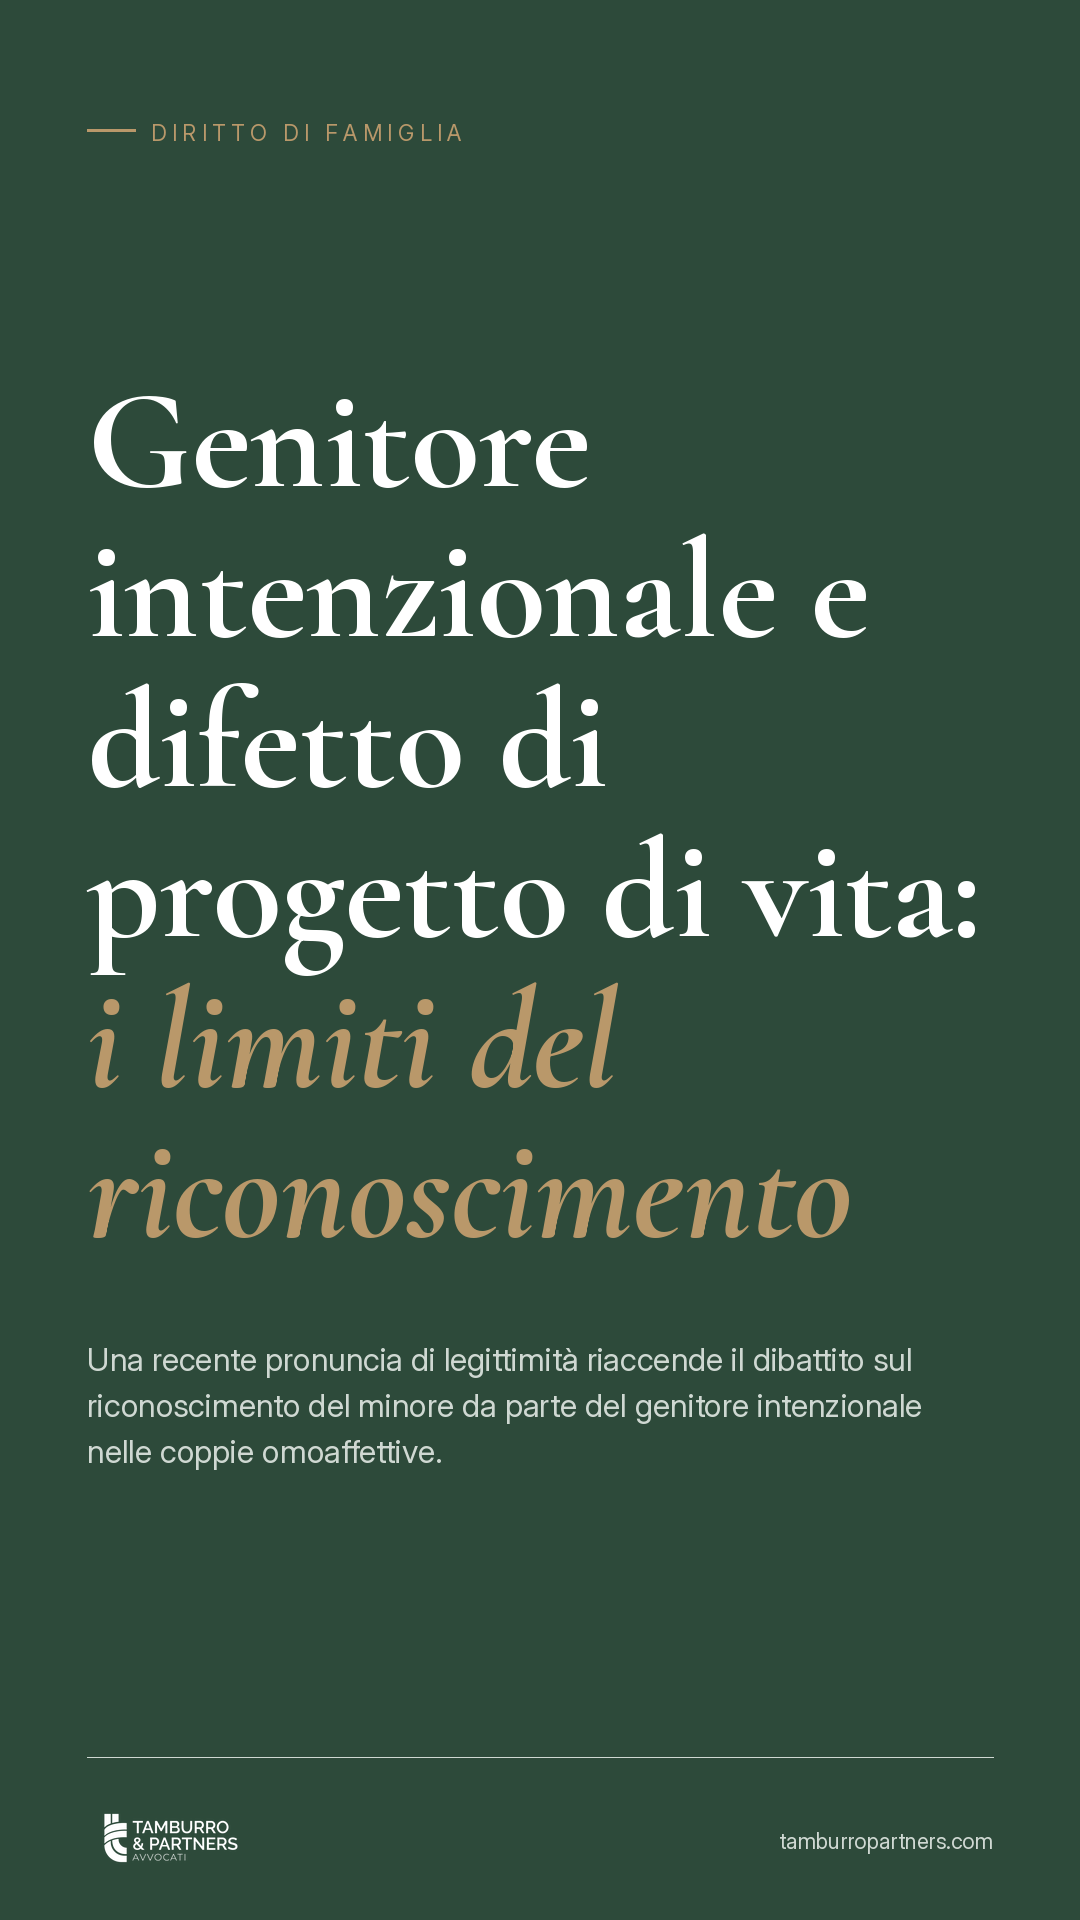 DIRITTO DI FAMIGLIA
Genitore
intenzionale e
difetto di
progetto di vita:
i limiti del
riconoscimento
Una recente pronuncia di legittimità riaccende il dibattito sul
riconoscimento del minore da parte del genitore intenzionale
nelle coppie omoaffettive.
TAMBURRO
& PARTNERS
AVVOCATI
tamburropartners.com